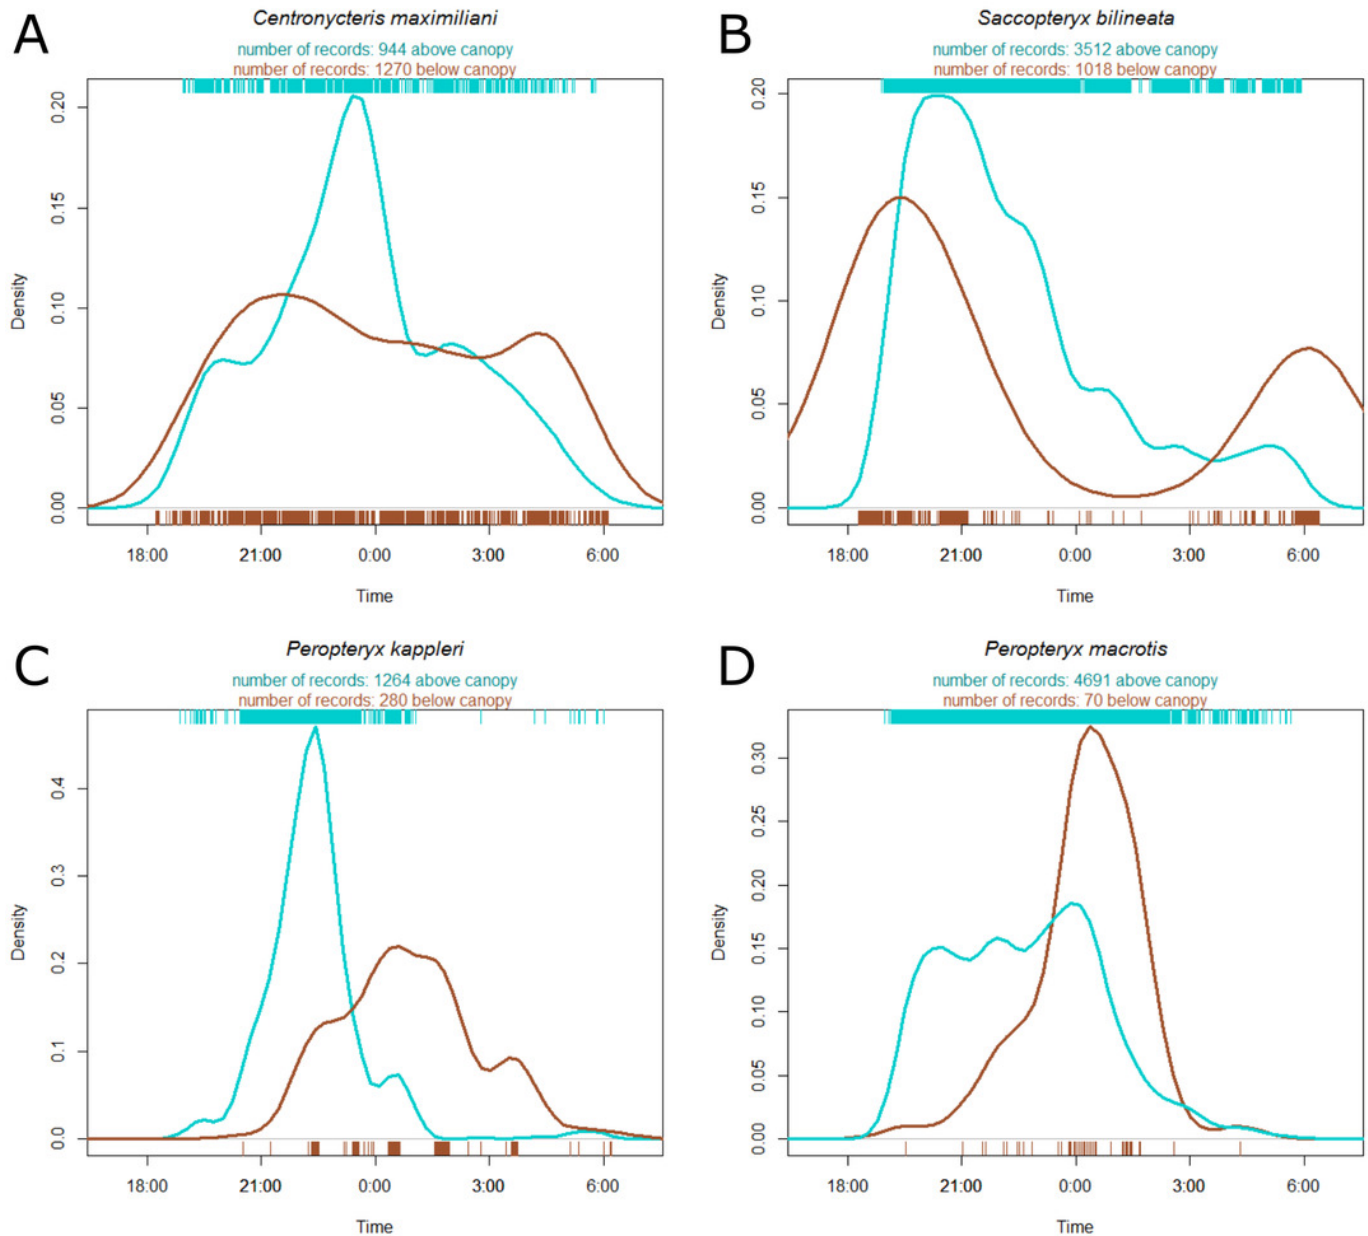 A
Centronycteris maximiliani
number of records: 944 above canopy
number of records: 1270 below canopy
Density
0.20
0.15
0.10
0.05
0.00
18:00 21:00 0:00 3:00 6:00
Time
B
Saccopteryx bilineata
number of records: 3512 above canopy
number of records: 1018 below canopy
Density
0.20
0.15
0.10
0.05
0.00
18:00 21:00 0:00 3:00 6:00
Time
C
Peropteryx kappleri
number of records: 1264 above canopy
number of records: 280 below canopy
Density
0.4
0.3
0.2
0.1
0.0
18:00 21:00 0:00 3:00 6:00
Time
D
Peropteryx macrotis
number of records: 4691 above canopy
number of records: 70 below canopy
Density
0.30
0.25
0.20
0.15
0.10
0.05
0.00
18:00 21:00 0:00 3:00 6:00
Time